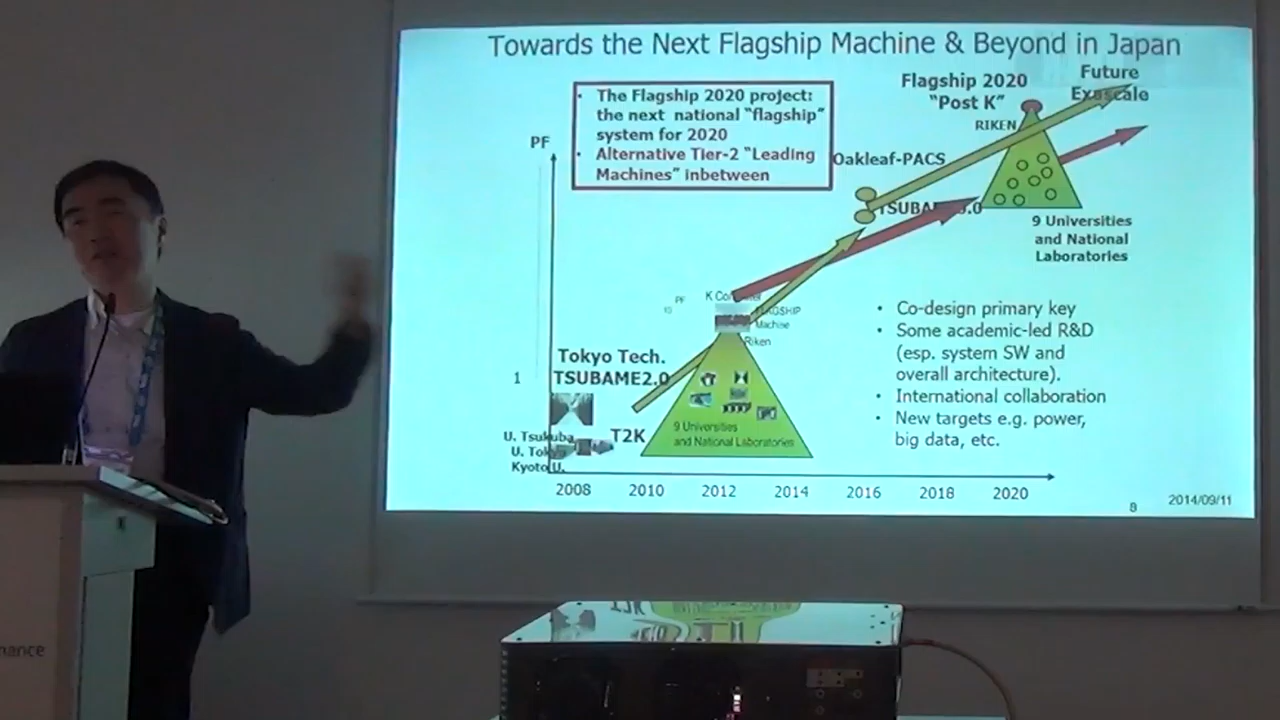 Towards the Next Flagship Machine & Beyond in Japan
• The Flagship 2020 project:
the next national "flagship"
system for 2020
• Alternative Tier-2 "Leading
Machines" inbetween
Flagship 2020
"Post K"
RIKEN
Future
Exascale
PF
Oakleaf-PACS
9 Universities
and National
Laboratories
PF
10
Machine
Riken
Tokyo Tech.
TSUBAME2.0
1
T2K
U. Tsukuba
Kyoto U.
9 Universities
and National Laboratories
• Co-design primary key
• Some academic-led R&D
(esp. system SW and
overall architecture).
• International collaboration
• New targets e.g. power,
big data, etc.
2008 2010 2012 2014 2016 2018 2020
2014/09/11